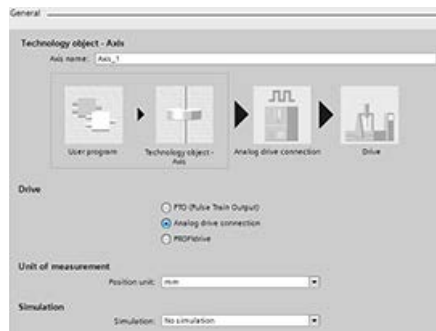 General
Technology object - Axis
Axis name: Axis_1
User program
Technology object - Axis
Analog drive connection
Drive
Drive
PTO (Pulse Train Output)
Analog drive connection
PROFIdrive
Unit of measurement
Position unit: mm
Simulation
Simulation: No simulation